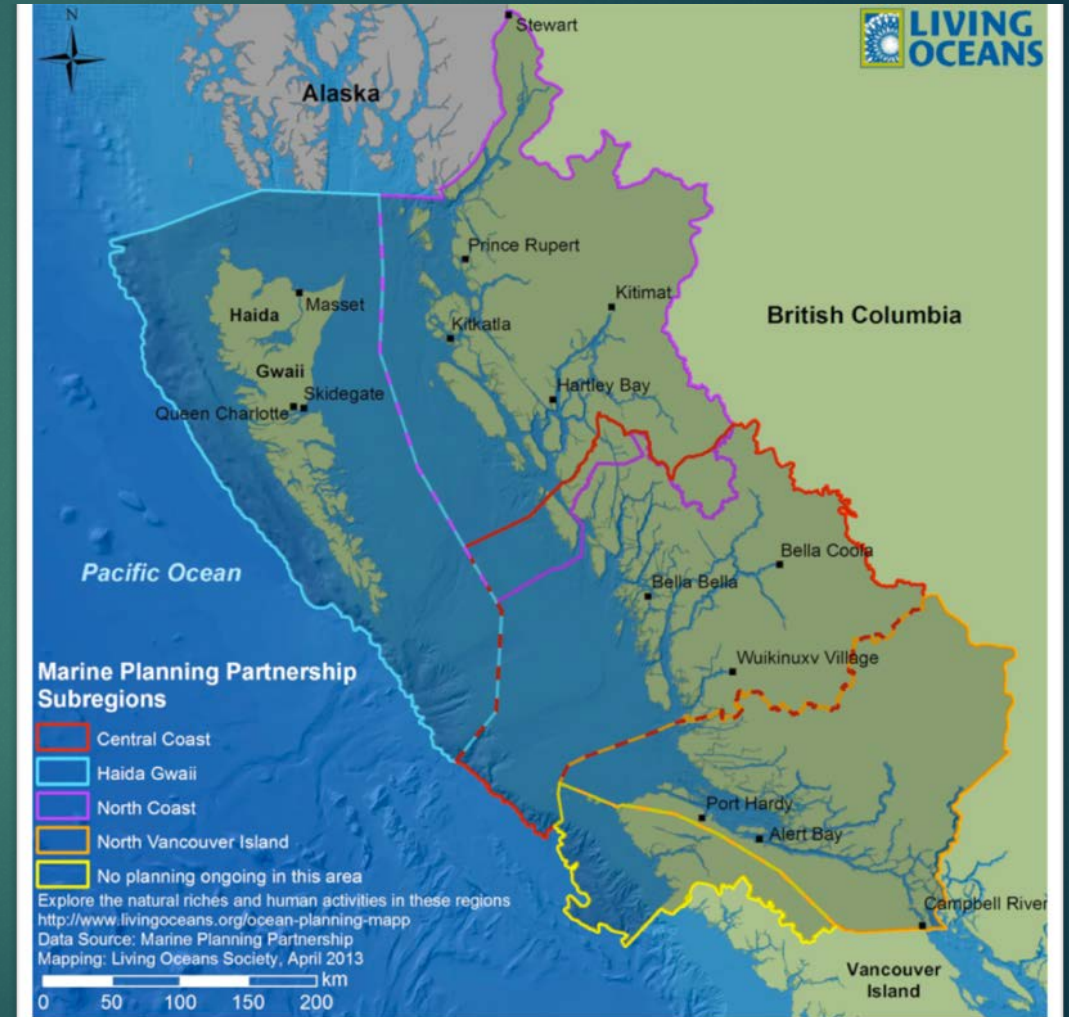 N
Stewart
LIVING
OCEANS
Alaska
Prince Rupert
Kitimat
Masset
Haida
British Columbia
Kitkatla
Gwaii
Hartley Bay
Skidegate
Queen Charlotte
Bella Coola
Pacific Ocean
Bella Bella
Wuikinuxv Village
Marine Planning Partnership
Subregions
Central Coast
Haida Gwaii
North Coast
North Vancouver Island
No planning ongoing in this area
Port Hardy
Alert Bay
Explore the natural riches and human activities in these regions
http://www.livingoceans.org/ocean-planning-mapp
Data Source: Marine Planning Partnership
Mapping: Living Oceans Society, April 2013
Campbell River
Vancouver
Island
km
0 50 100 150 200